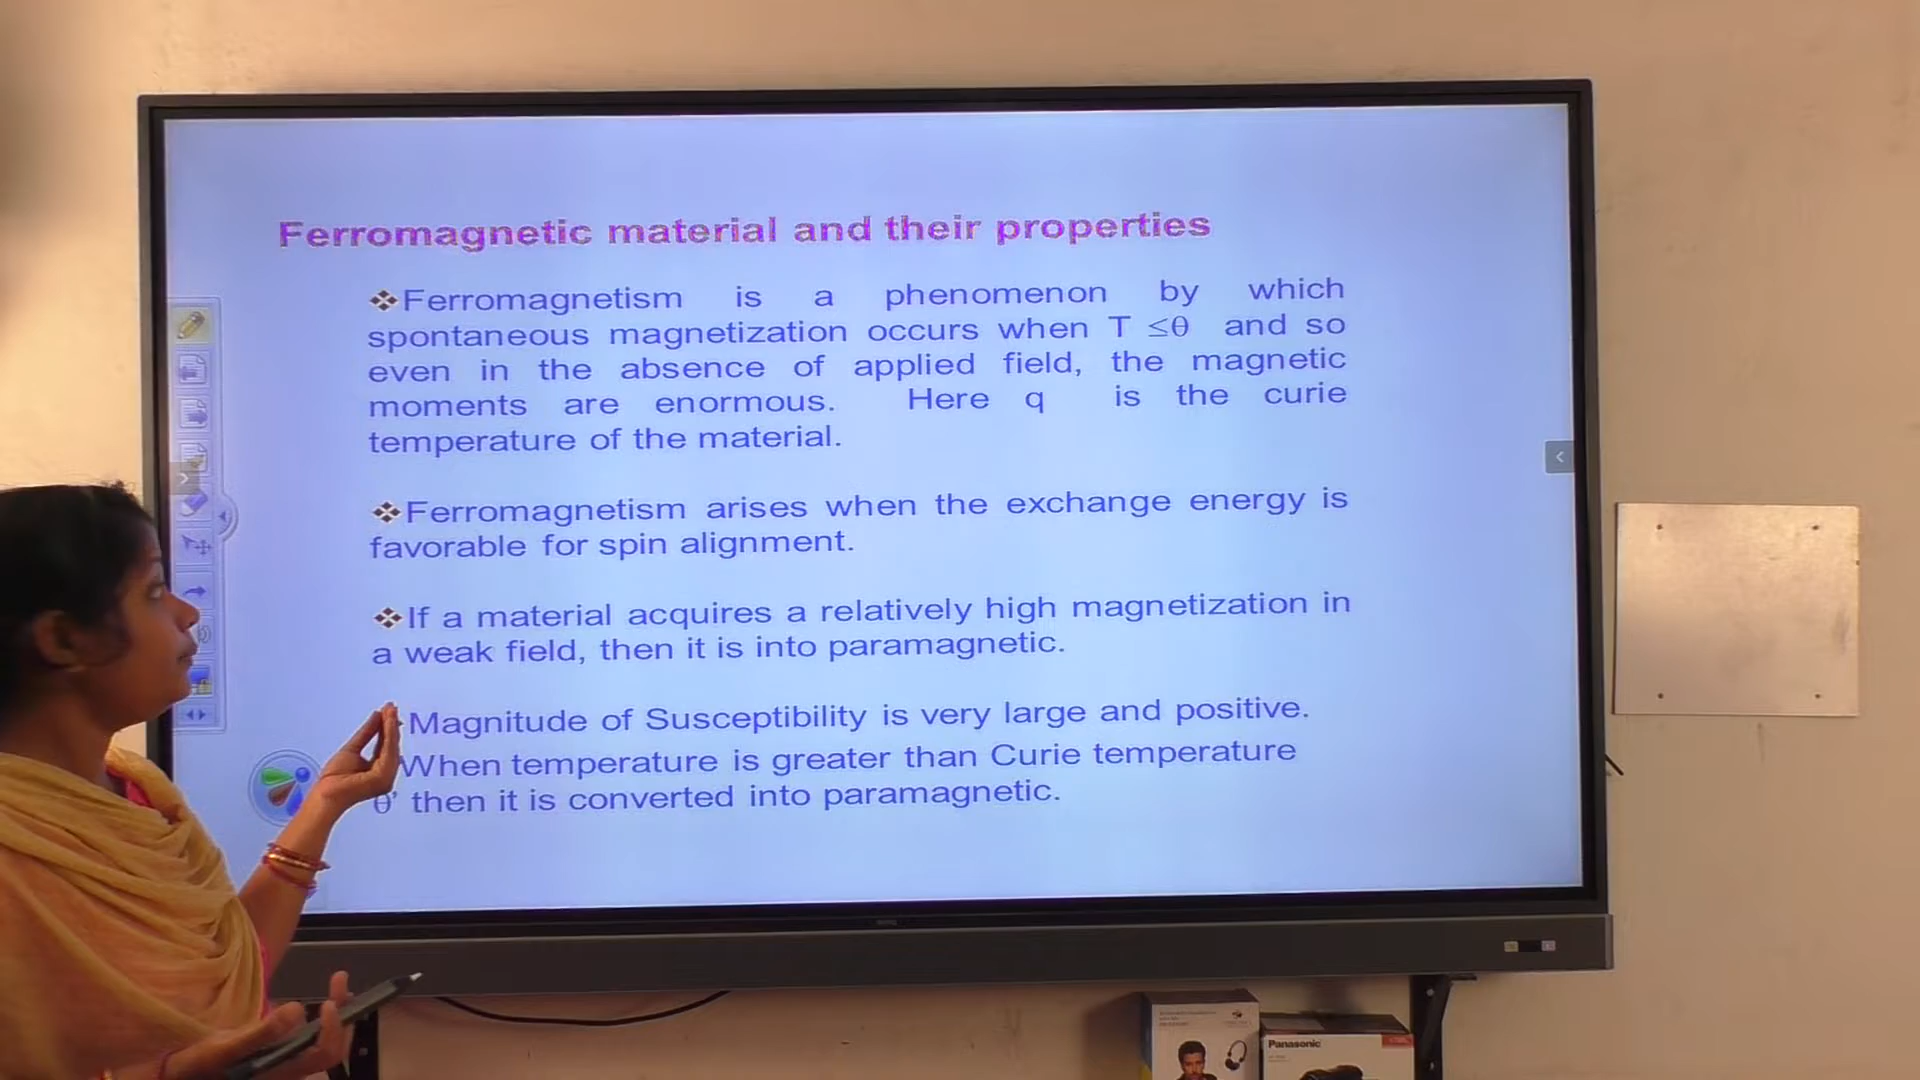 Ferromagnetic material and their properties
Ferromagnetism is a phenomenon by which
spontaneous magnetization occurs when T ≤θ and so
even in the absence of applied field, the magnetic
moments are enormous. Here q is the curie
temperature of the material.
Ferromagnetism arises when the exchange energy is
favorable for spin alignment.
If a material acquires a relatively high magnetization in
a weak field, then it is into paramagnetic.
Magnitude of Susceptibility is very large and positive.
When temperature is greater than Curie temperature
θ' then it is converted into paramagnetic.
Panasonic